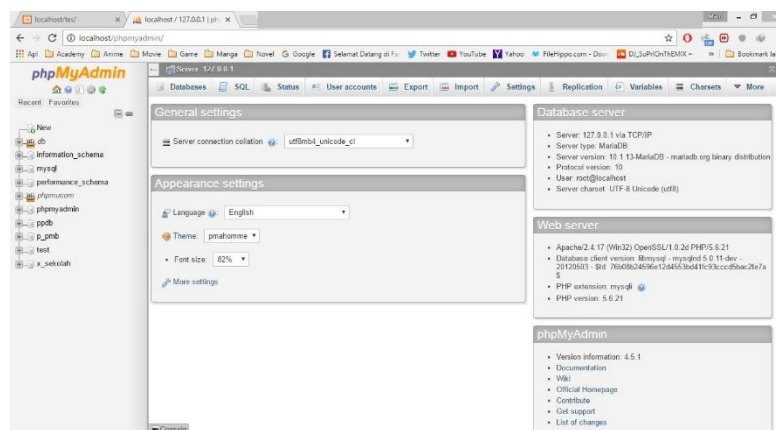 localhost/tes/
localhost / 127.0.0.1 | ph
localhost/phpmyadmin/
Apl Academy Anime Movie Game Manga Novel Google Selamat Datang di Fa Twitter YouTube Yahoo FileHippo.com - Dow DJ_SuPriOnThEMIX - » Bookmark la
phpMyAdmin
Recent Favorites
New
db
information_schema
mysql
performance_schema
phpmyadmin
ppdb
p_pmb
test
x_sekolah
Server: 127.0.0.1
Databases SQL Status User accounts Export Import Settings Replication Variables Charsets More
General settings
Server connection collation utf8mb4_unicode_ci
Appearance settings
Language English
Theme: pmahomme
Font size: 82%
More settings
Database server
Server: 127.0.0.1 via TCP/IP
Server type: MariaDB
Server version: 10.1.13-MariaDB - mariadb.org binary distribution
Protocol version: 10
User: root@localhost
Server charset: UTF-8 Unicode (utf8)
Web server
Apache/2.4.17 (Win32) OpenSSL/1.0.2d PHP/5.6.21
Database client version: libmysql - mysqlnd 5.0.11-dev -
20120503 - $Id:
$
PHP extension: mysqli
PHP version: 5.6.21
phpMyAdmin
Version information: 4.5.1
Documentation
Wiki
Official Homepage
Contribute
Get support
List of changes
Console